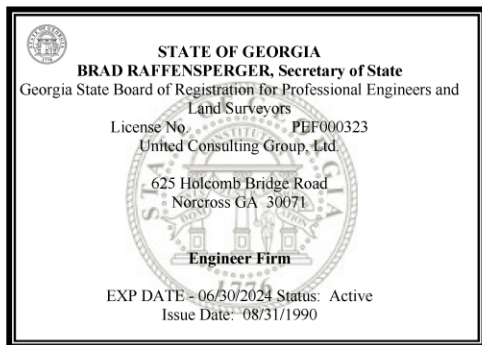 STATE OF GEORGIA
BRAD RAFFENSPERGER, Secretary of State
Georgia State Board of Registration for Professional Engineers and
Land Surveyors
License No. PEF000323
United Consulting Group, Ltd.
625 Holcomb Bridge Road
Norcross GA 30071
Engineer Firm
1776
EXP DATE - 06/30/2024 Status: Active
Issue Date: 08/31/1990